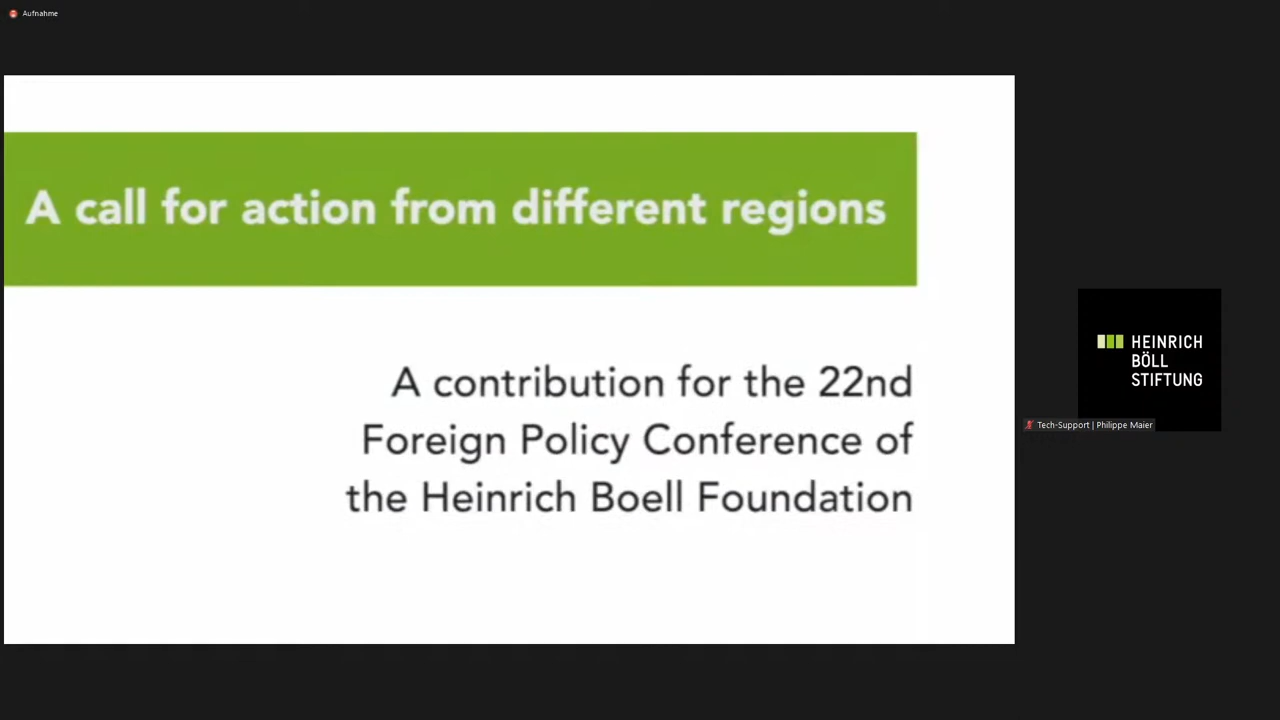 Aufnahme
A call for action from different regions
A contribution for the 22nd
Foreign Policy Conference of
the Heinrich Boell Foundation
HEINRICH
BÖLL
STIFTUNG
Tech-Support | Philippe Maier